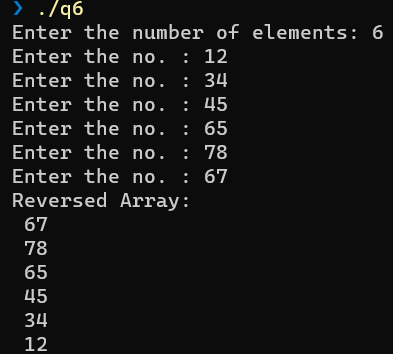 ❯ ./q6
Enter the number of elements: 6
Enter the no. : 12
Enter the no. : 34
Enter the no. : 45
Enter the no. : 65
Enter the no. : 78
Enter the no. : 67
Reversed Array:
 67
 78
 65
 45
 34
 12